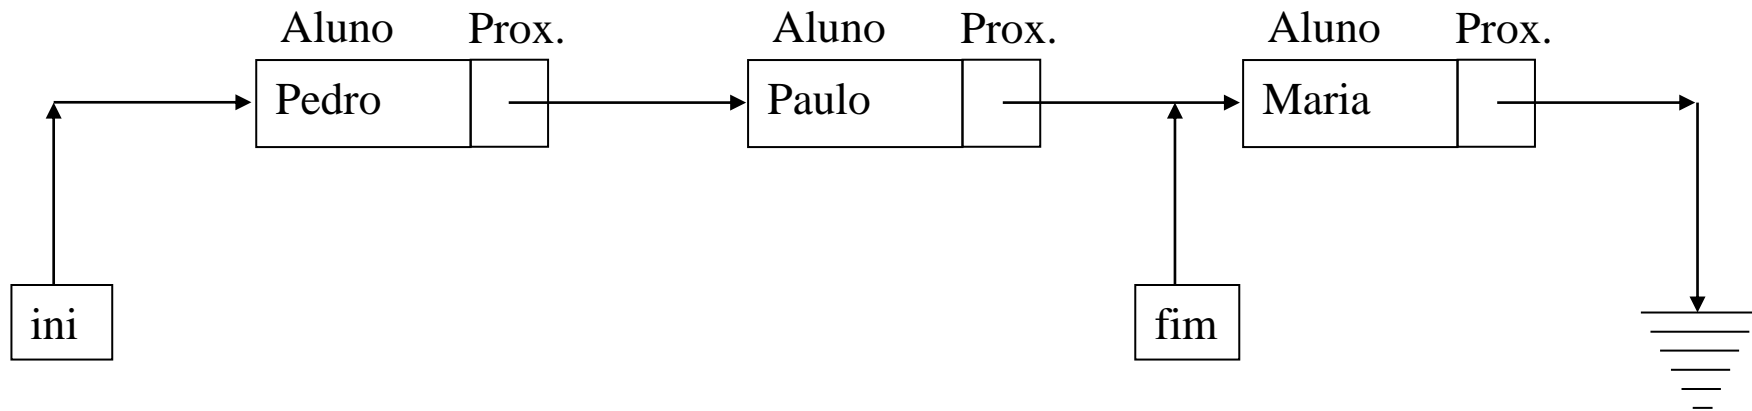 Aluno Prox. Aluno Prox. Aluno Prox.
Pedro Paulo Maria
ini fim